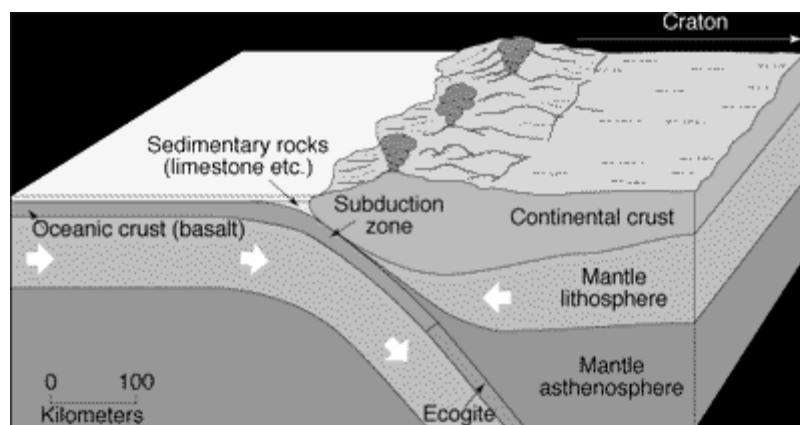 Craton
Sedimentary rocks
(limestone etc.)
Subduction
zone
Continental crust
Oceanic crust (basalt)
Mantle
lithosphere
Mantle
asthenosphere
0 100
Kilometers
Ecogite